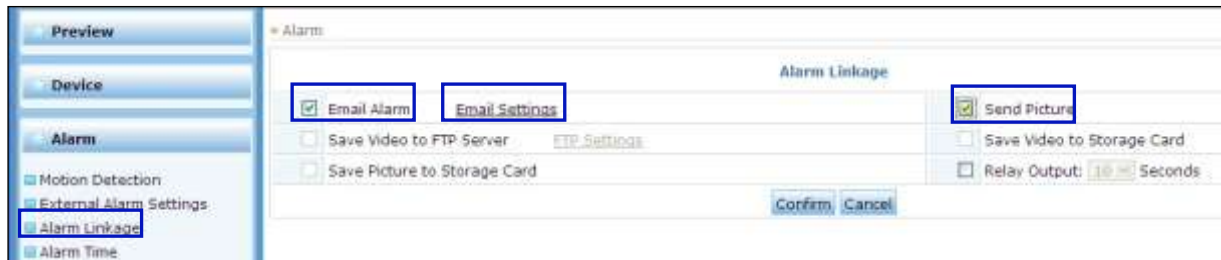 Preview
Device
Alarm
Motion Detection
External Alarm Settings
Alarm Linkage
Alarm Time
Alarm
Alarm Linkage
Email Alarm Email Settings Send Picture
Save Video to FTP Server FTP Settings Save Video to Storage Card
Save Picture to Storage Card Relay Output: 10 Seconds
Confirm Cancel